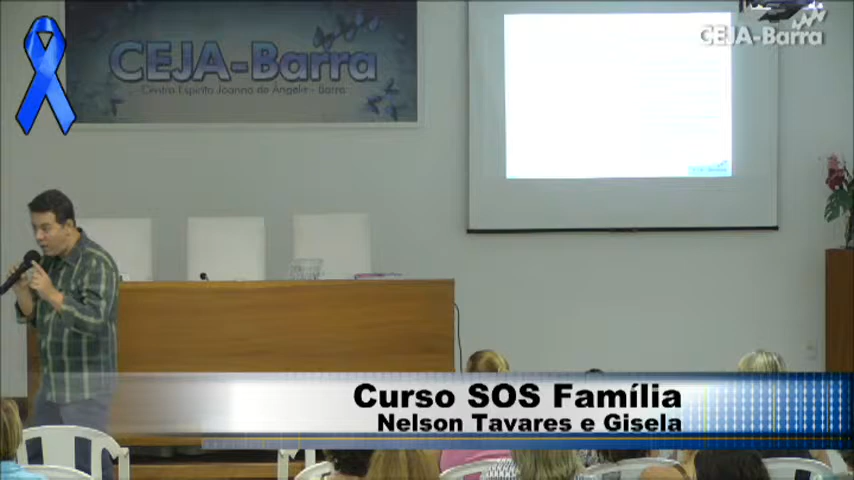 CEJA-Barra
Centro Espírita Joanna de Ângelis - Barra
CEJA-Barra
Curso SOS Família
Nelson Tavares e Gisela